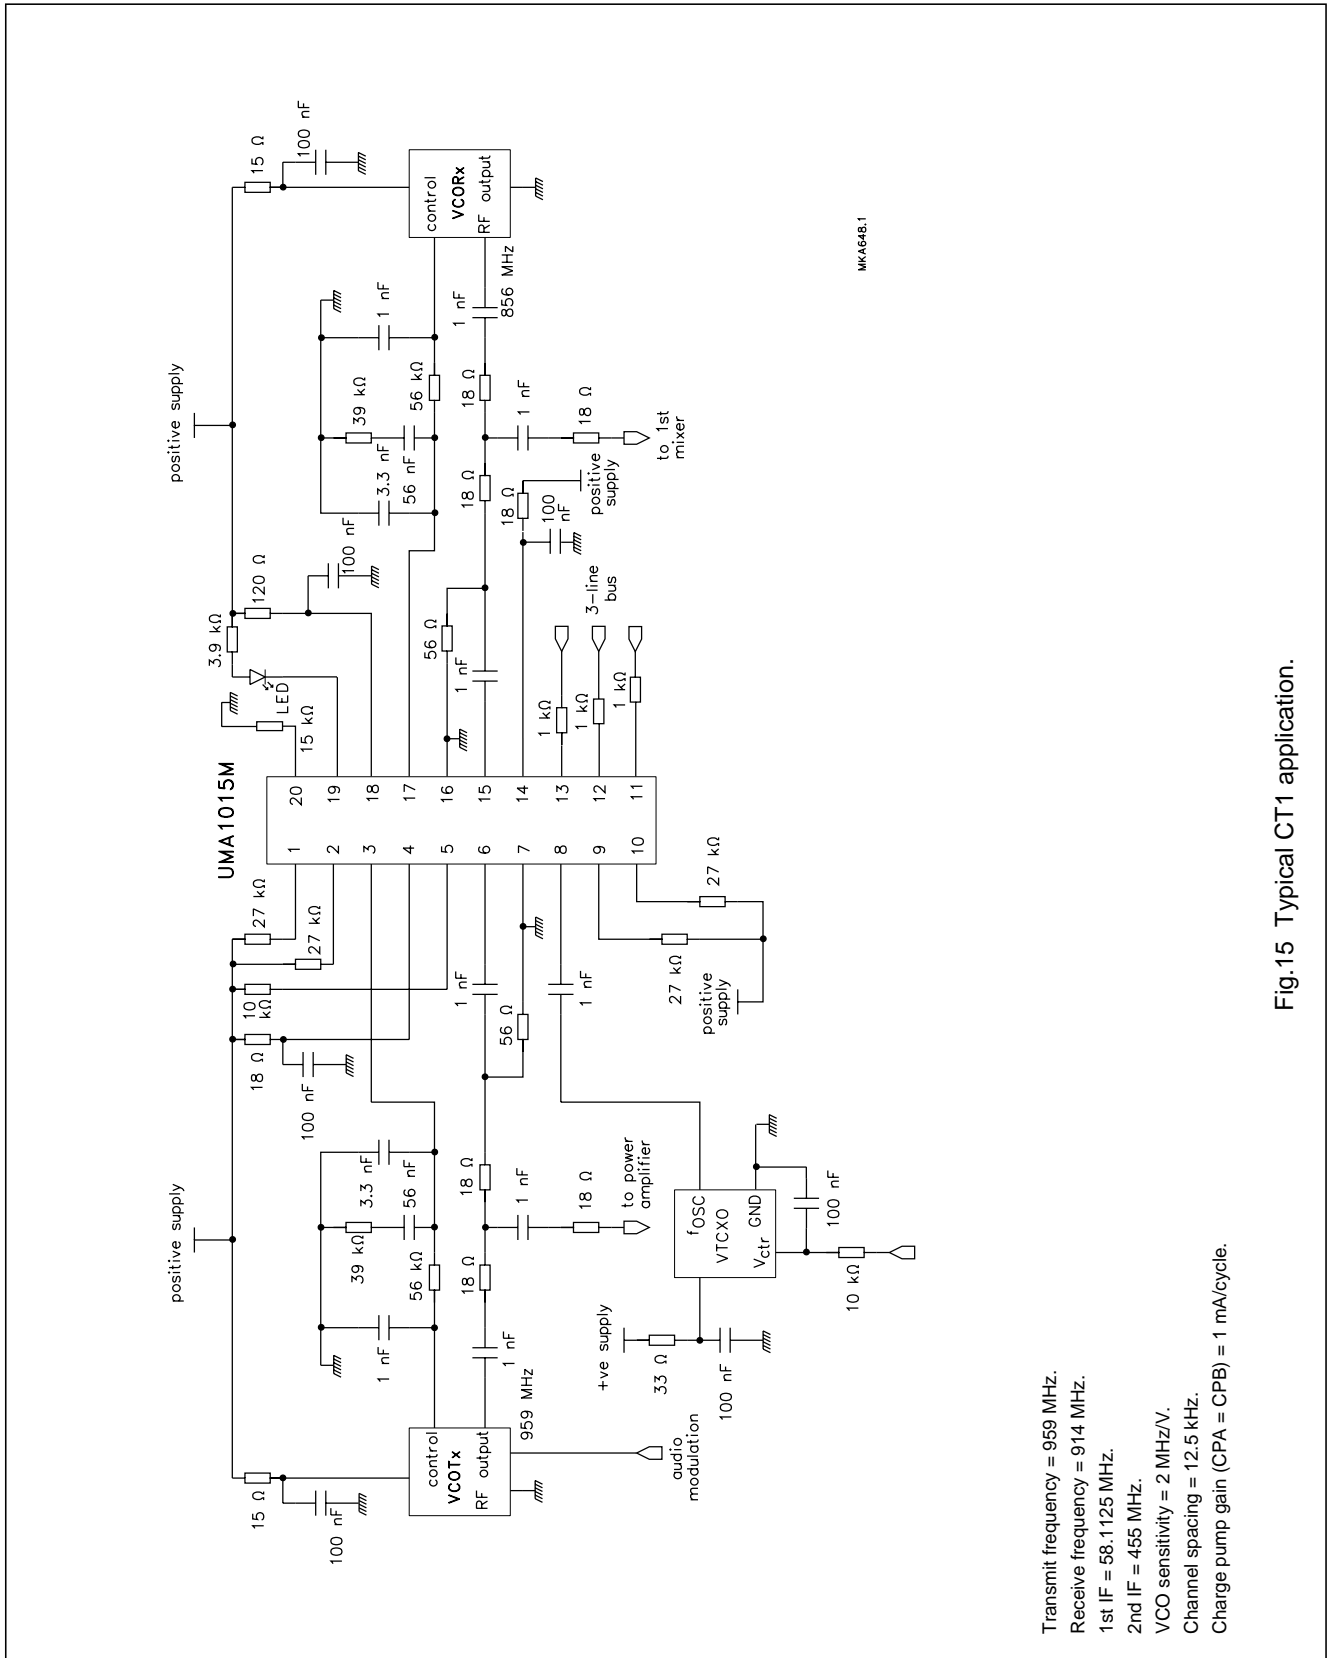 positive supply
positive supply
15 Ω
100 nF
VCOTx
control
RF output
959 MHz
audio
modulation
1 nF
39 kΩ
3.3 nF
56 nF
56 kΩ
1 nF
18 Ω
18 Ω
1 nF
18 Ω
to power
amplifier
18 Ω
100 nF
10
kΩ
27 kΩ
27 kΩ
1 nF
56 Ω
1 nF
+ve supply
33 Ω
100 nF
fOSC
VTCXO
Vctr
GND
100 nF
10 kΩ
positive
supply
27 kΩ
27 kΩ
UMA1015M
1
2
3
4
5
6
7
8
9
10
20
19
18
17
16
15
14
13
12
11
15 kΩ
LED
3.9 kΩ
120 Ω
100 nF
56 Ω
1 nF
1 kΩ
1 kΩ
1 kΩ
3-line
bus
18 Ω
100
nF
positive
supply
18 Ω
18 Ω
1 nF
18 Ω
to 1st
mixer
3.3 nF
56 nF
39 kΩ
56 kΩ
1 nF
1 nF
856 MHz
control
VCORx
RF output
15 Ω
100 nF
MKA648.1
Transmit frequency = 959 MHz.
Receive frequency = 914 MHz.
1st IF = 58.1125 MHz.
2nd IF = 455 MHz.
VCO sensitivity = 2 MHz/V.
Channel spacing = 12.5 kHz.
Charge pump gain (CPA = CPB) = 1 mA/cycle.
Fig.15 Typical CT1 application.